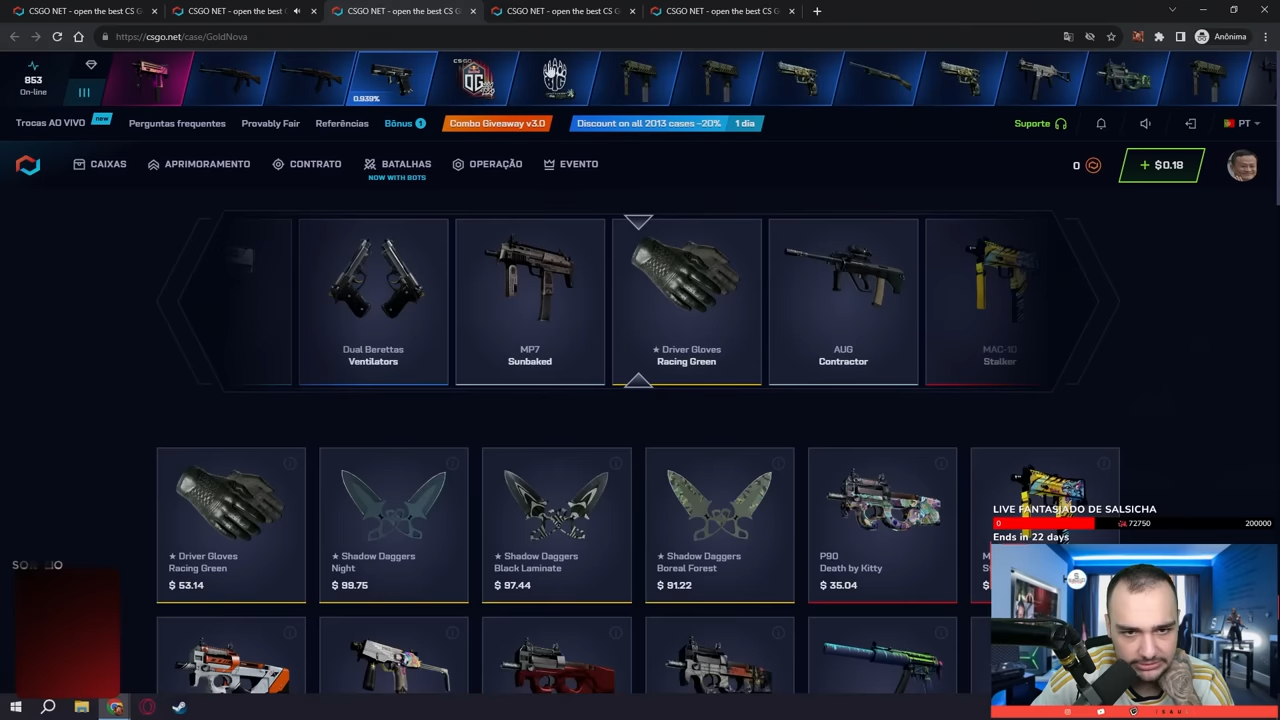 CSGO NET - open the best CS G
CSGO NET - open the best CS G
CSGO NET - open the best CS G
CSGO NET - open the best CS G
CSGO NET - open the best CS G
https://csgo.net/case/GoldNova
Anônima
853
On-line
0.939%
Trocas AO VIVO new
Perguntas frequentes
Provably Fair
Referências
Bônus 1
Combo Giveaway v3.0
Discount on all 2013 cases −20% 1 dia
Suporte
PT
CAIXAS
APRIMORAMENTO
CONTRATO
BATALHAS
NOW WITH BOTS
OPERAÇÃO
EVENTO
0
+ $0.18
Dual Berettas
Ventilators
MP7
Sunbaked
★ Driver Gloves
Racing Green
AUG
Contractor
MAC-10
Stalker
★ Driver Gloves
Racing Green
$ 53.14
★ Shadow Daggers
Night
$ 99.75
★ Shadow Daggers
Black Laminate
$ 97.44
★ Shadow Daggers
Boreal Forest
$ 91.22
P90
Death by Kitty
$ 35.04
LIVE FANTASIADO DE SALSICHA
0 72750 200000
Ends in 22 days